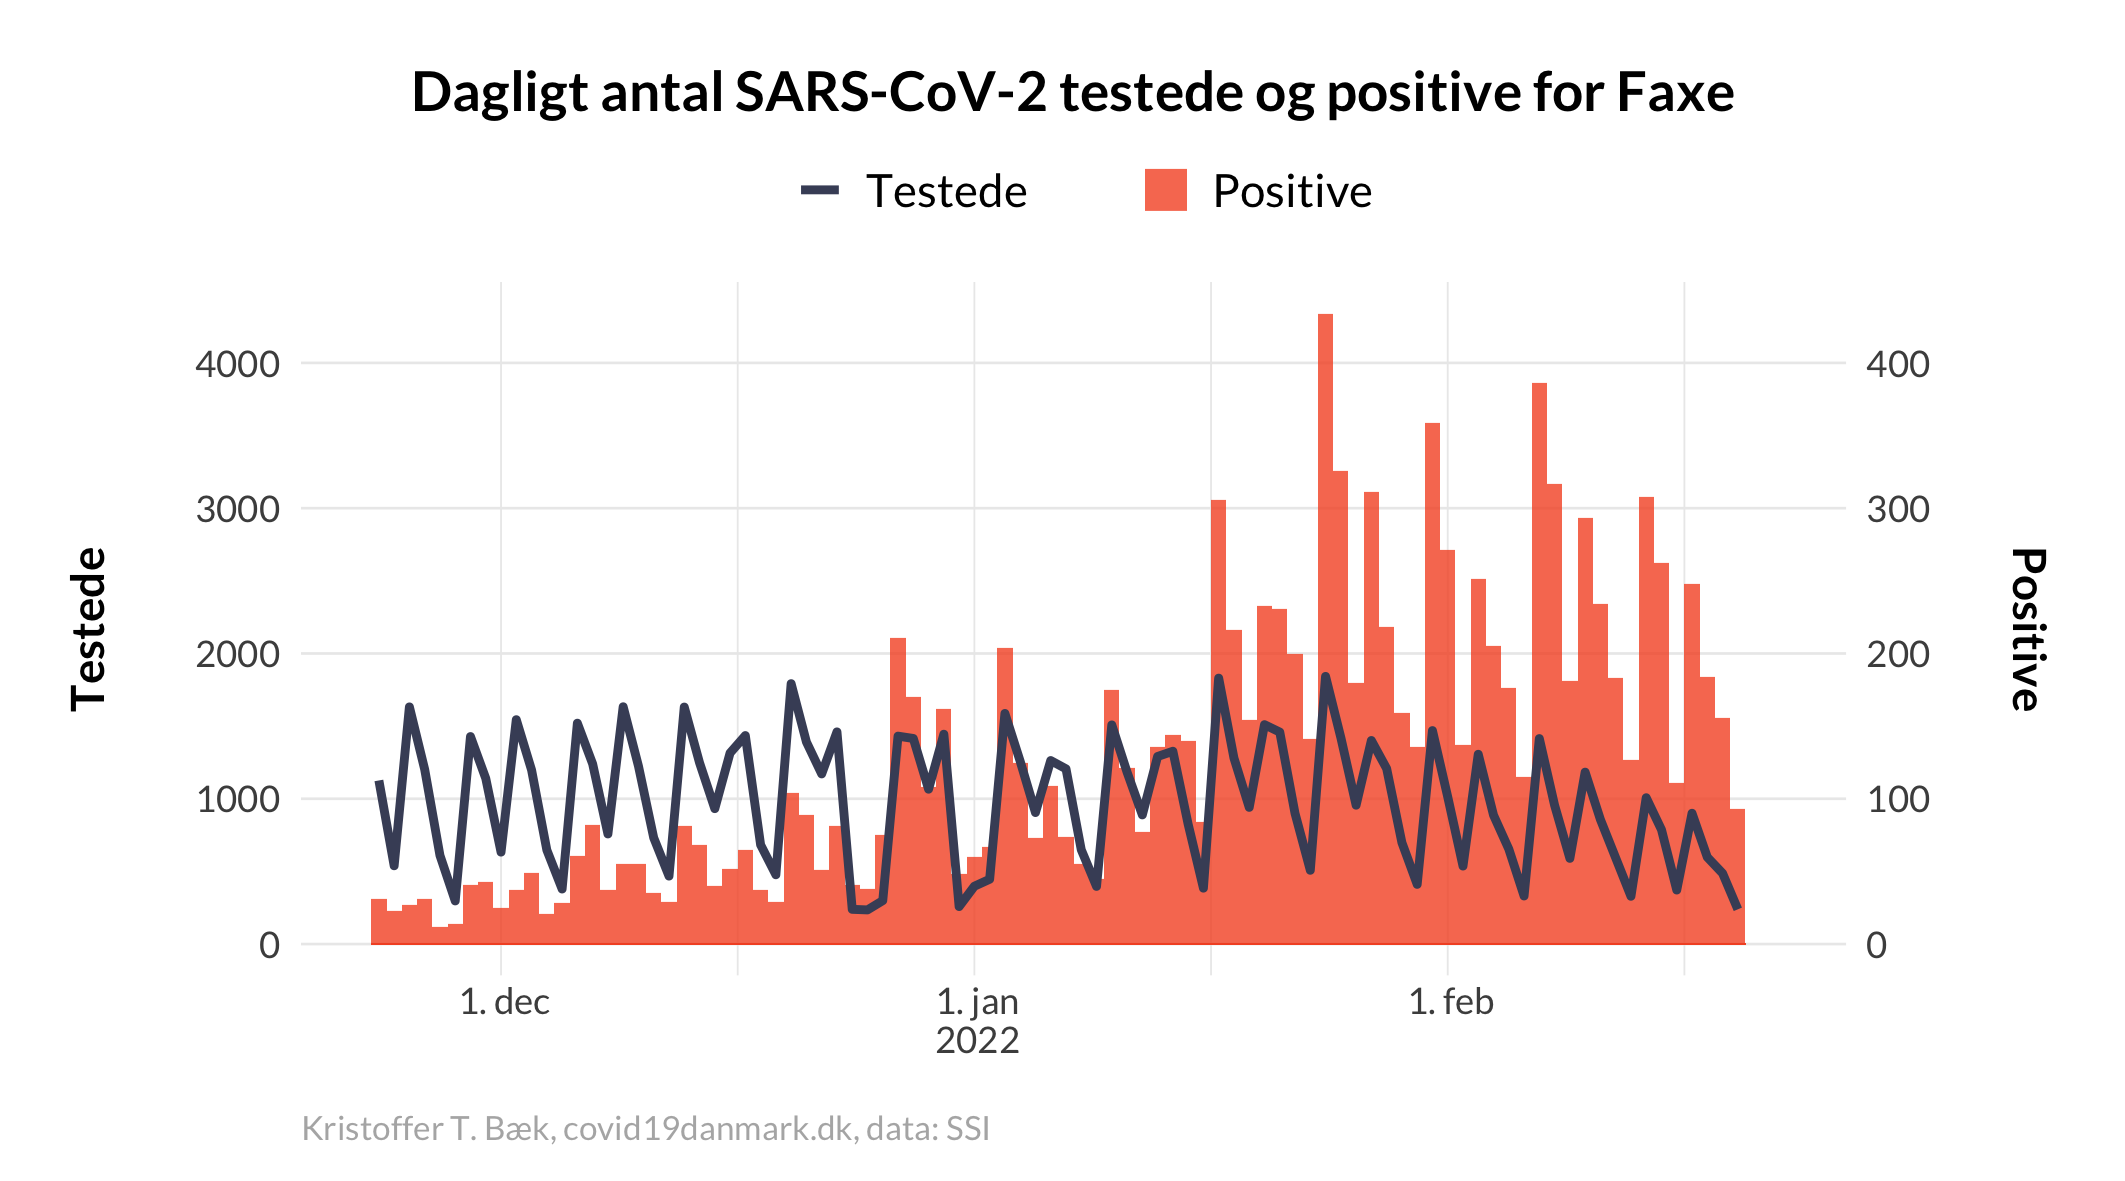 Dagligt antal SARS-CoV-2 testede og positive for Faxe
Testede
Positive
4000
3000
2000
1000
0
Testede
400
300
200
100
0
Positive
1. dec
1. jan
2022
1. feb
Kristoffer T. Bæk, covid19danmark.dk, data: SSI